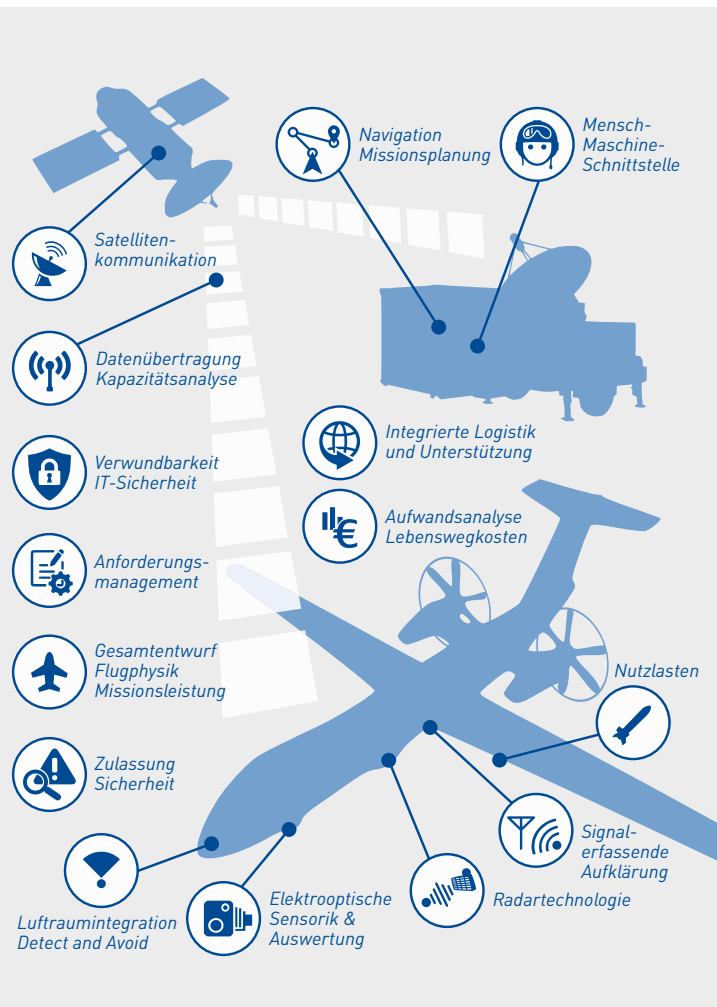 Navigation
Missionsplanung
Mensch-
Maschine-
Schnittstelle
Satelliten-
kommunikation
Datenübertragung
Kapazitätsanalyse
Integrierte Logistik
und Unterstützung
Verwundbarkeit
IT-Sicherheit
Aufwandsanalyse
Lebenswegkosten
Anforderungs-
management
Gesamtentwurf
Flugphysik
Missionsleistung
Nutzlasten
Zulassung
Sicherheit
Signal-
erfassende
Aufklärung
Radartechnologie
Elektrooptische
Sensorik &
Auswertung
Luftraumintegration
Detect and Avoid